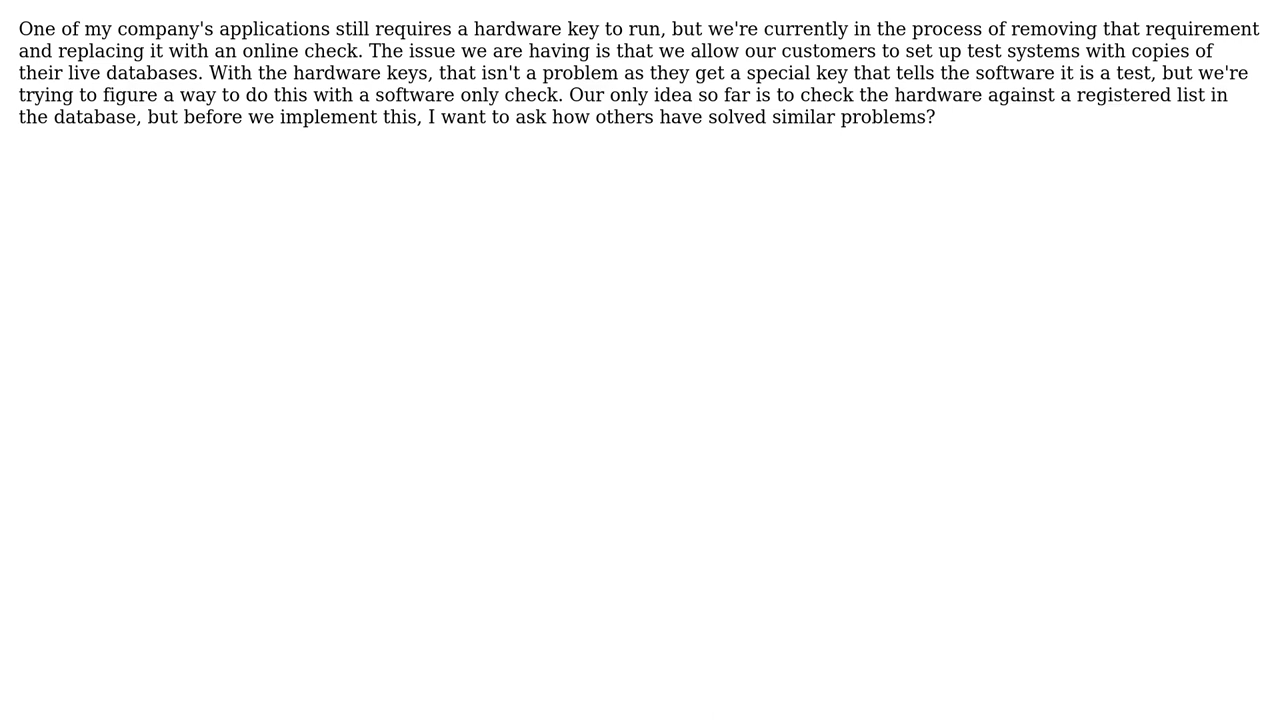 One of my company's applications still requires a hardware key to run, but we're currently in the process of removing that requirement
and replacing it with an online check. The issue we are having is that we allow our customers to set up test systems with copies of
their live databases. With the hardware keys, that isn't a problem as they get a special key that tells the software it is a test, but we're
trying to figure a way to do this with a software only check. Our only idea so far is to check the hardware against a registered list in
the database, but before we implement this, I want to ask how others have solved similar problems?